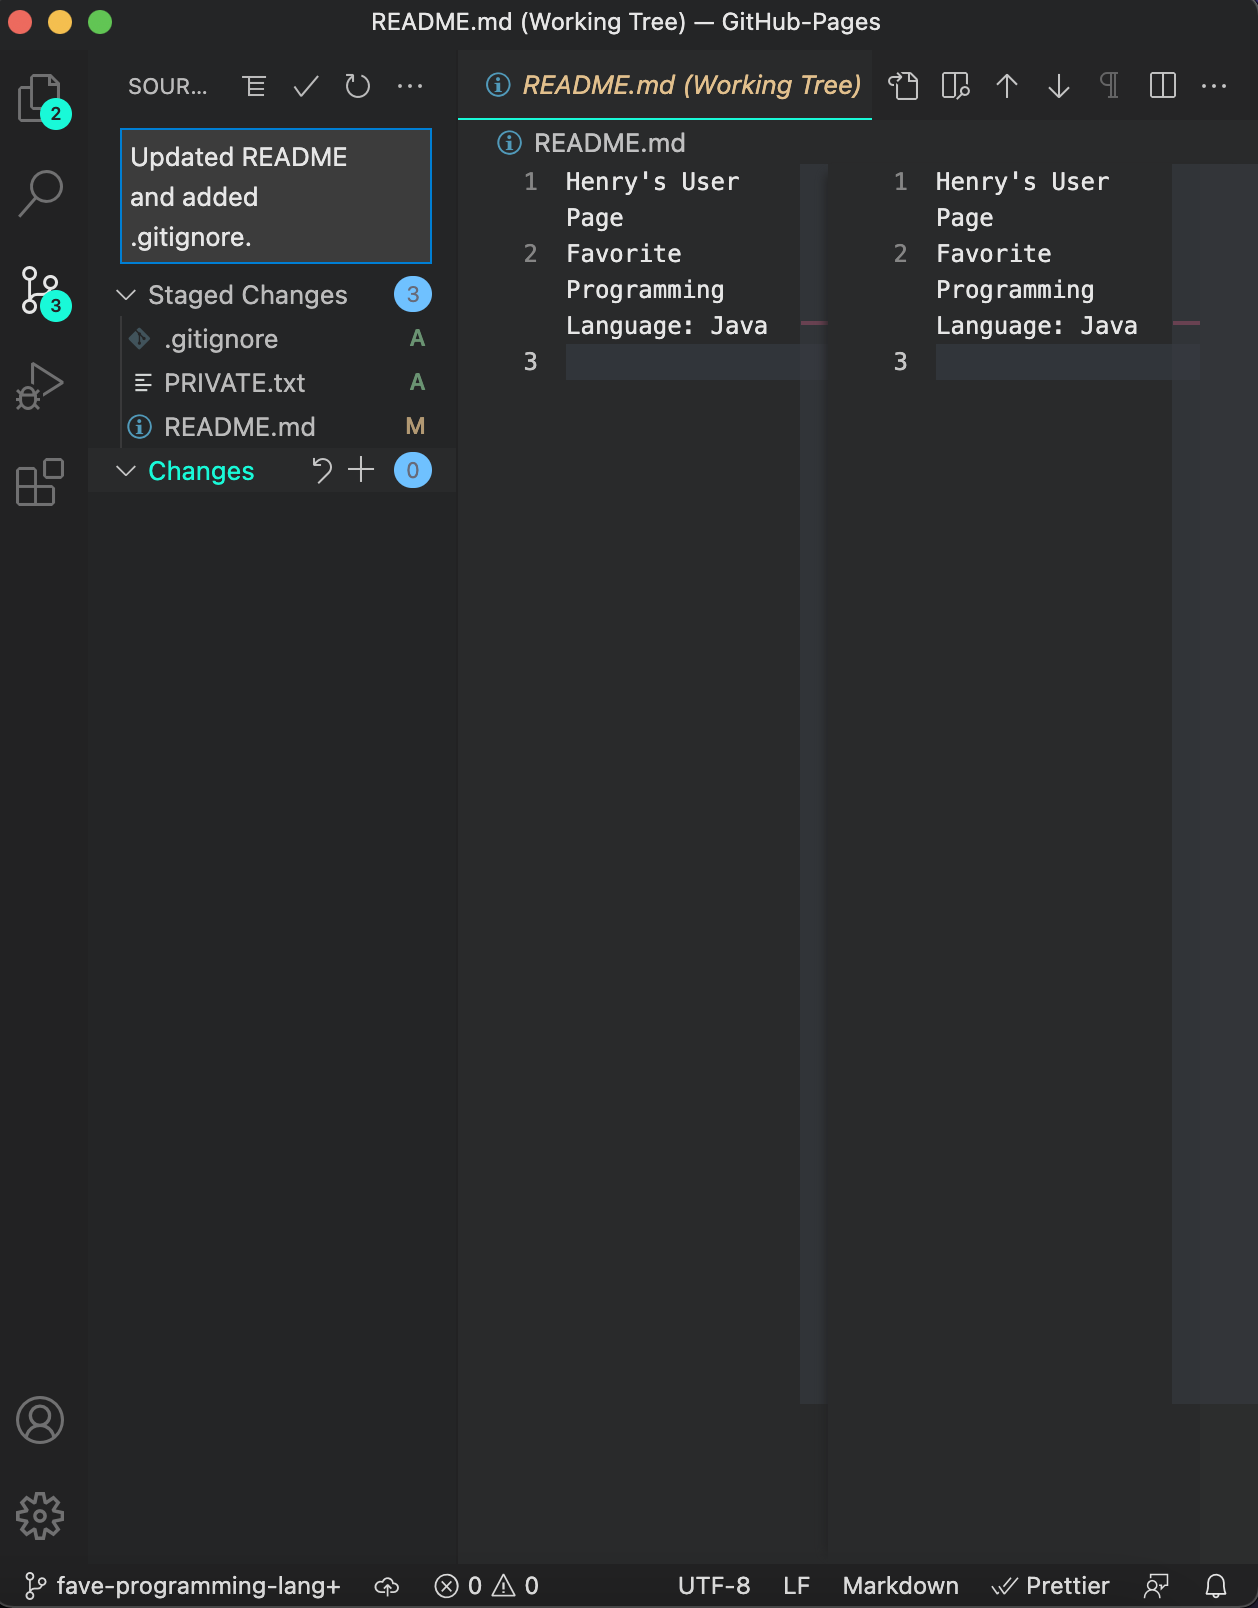 README.md (Working Tree) — GitHub-Pages
2
3
SOUR...
Updated README
and added
.gitignore.
Staged Changes 3
.gitignore A
PRIVATE.txt A
README.md M
Changes 0
README.md (Working Tree)
README.md
1 Henry's User
Page
2 Favorite
Programming
Language: Java
3
1 Henry's User
Page
2 Favorite
Programming
Language: Java
3
fave-programming-lang+ 0 0 UTF-8 LF Markdown Prettier